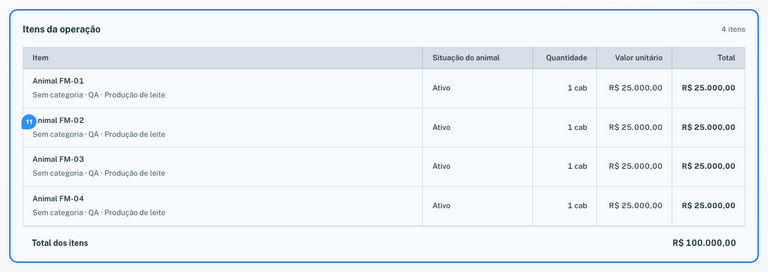 Itens da operação
4 itens
Item Situação do animal Quantidade Valor unitário Total
Animal FM-01
Sem categoria · QA · Produção de leite
Ativo 1 cab R$ 25.000,00 R$ 25.000,00
11 nimal FM-02
Sem categoria · QA · Produção de leite
Ativo 1 cab R$ 25.000,00 R$ 25.000,00
Animal FM-03
Sem categoria · QA · Produção de leite
Ativo 1 cab R$ 25.000,00 R$ 25.000,00
Animal FM-04
Sem categoria · QA · Produção de leite
Ativo 1 cab R$ 25.000,00 R$ 25.000,00
Total dos itens R$ 100.000,00